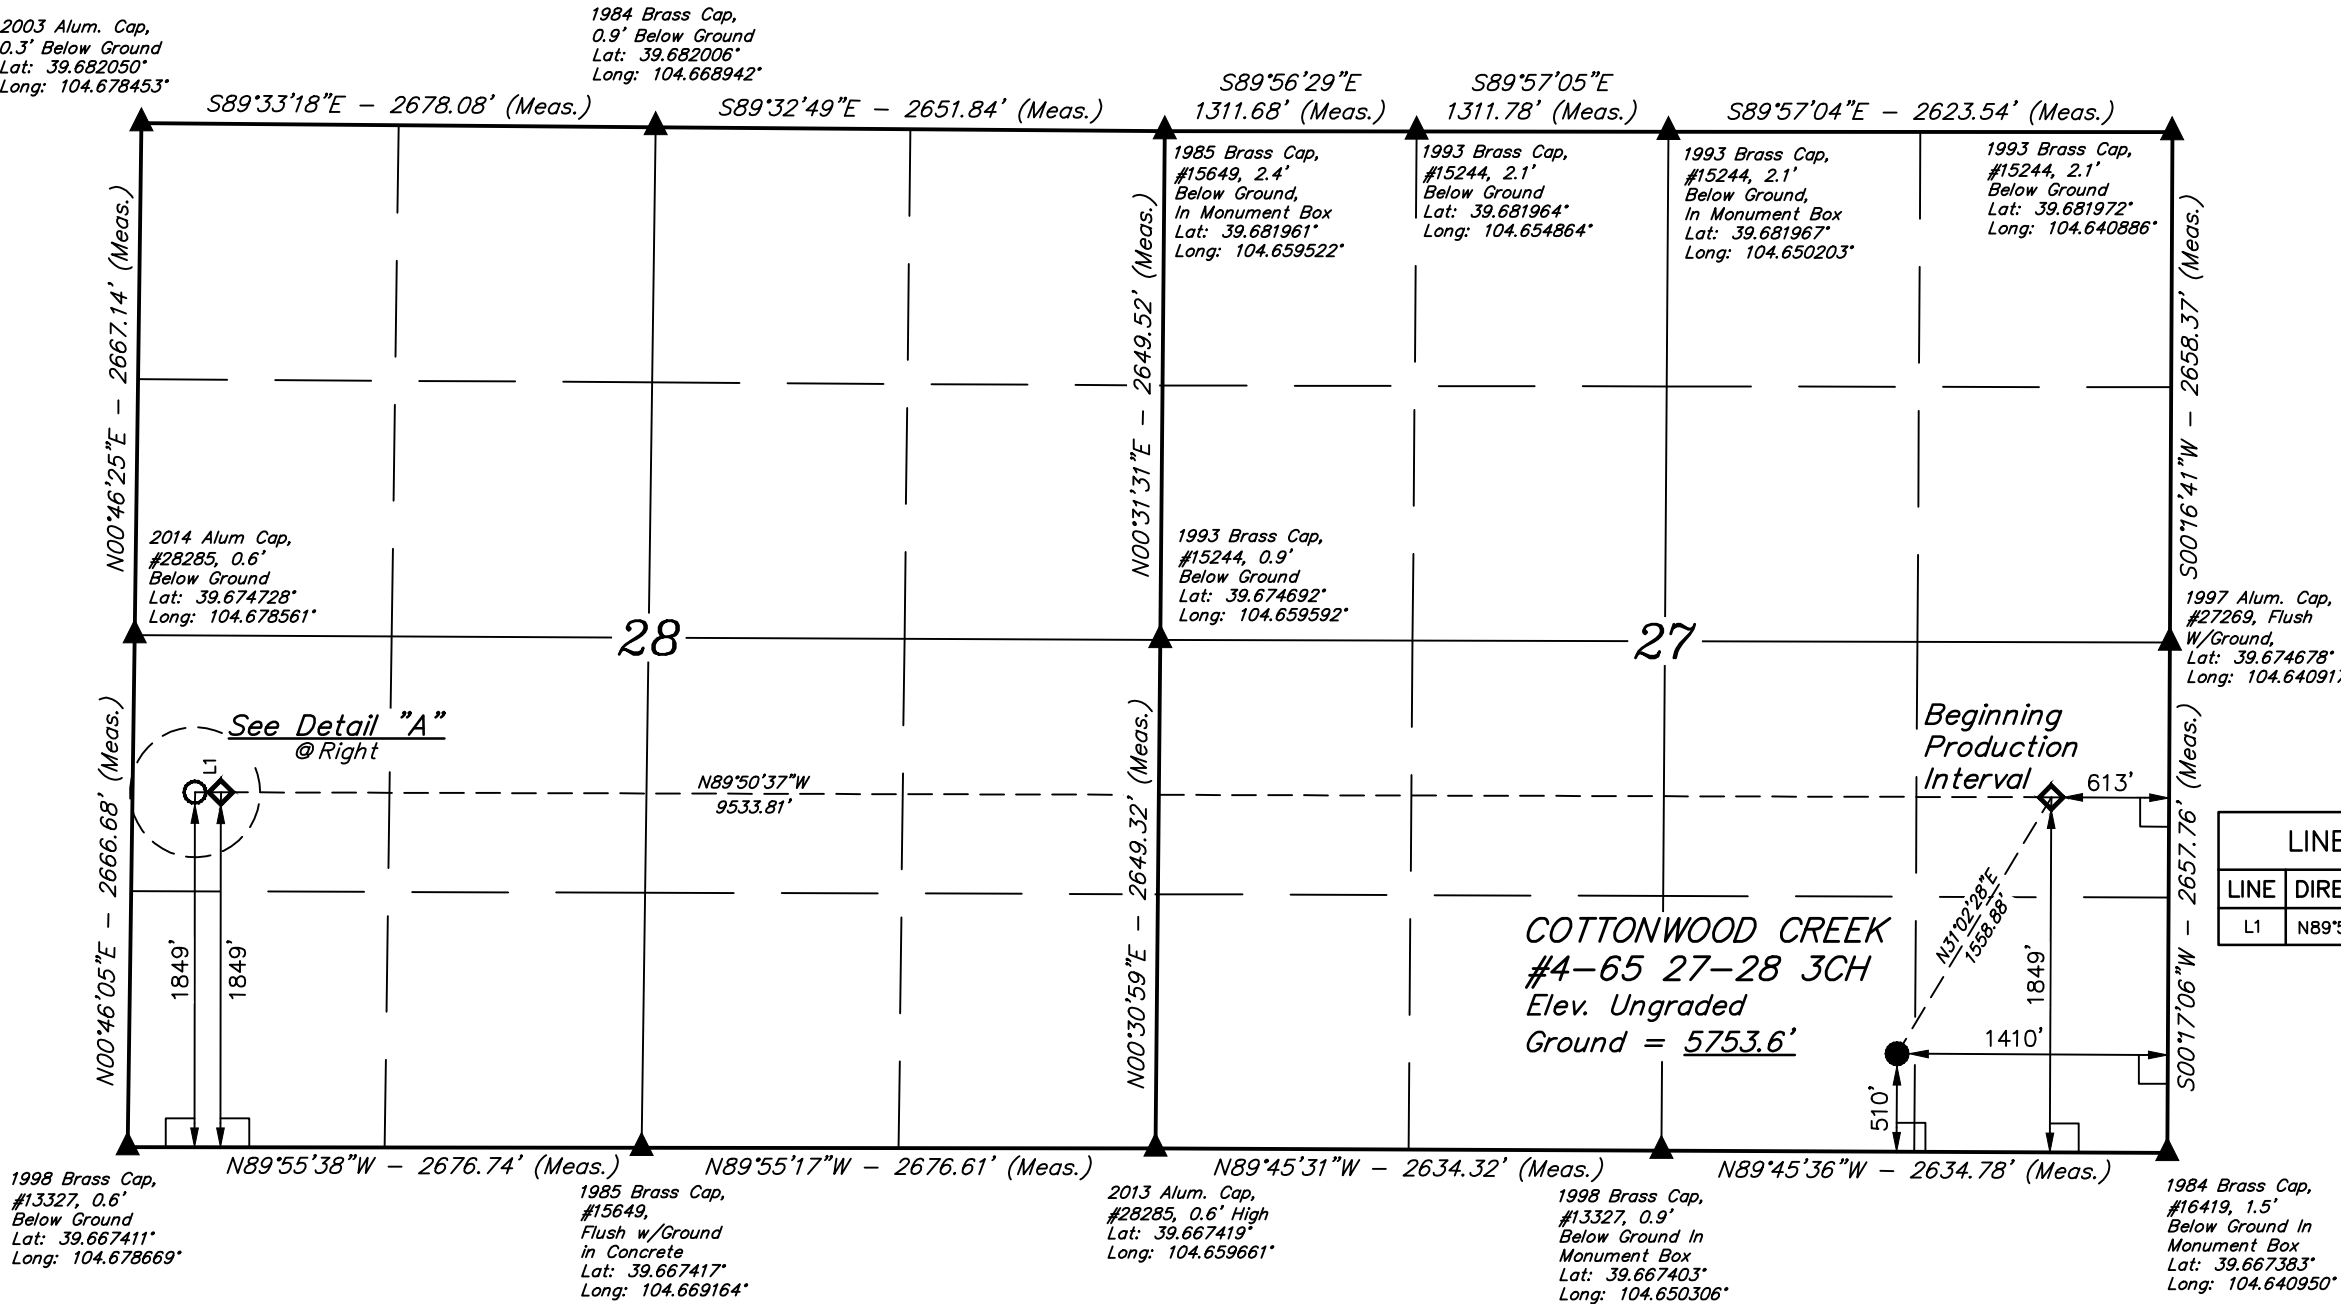 2003 Alum. Cap,
0.3' Below Ground
Lat: 39.682050°
Long: 104.678453°
1984 Brass Cap,
0.9' Below Ground
Lat: 39.682006°
Long: 104.668942°
S89°33'18"E - 2678.08' (Meas.)
S89°32'49"E - 2651.84' (Meas.)
S89°56'29"E
1311.68' (Meas.)
S89°57'05"E
1311.78' (Meas.)
S89°57'04"E - 2623.54' (Meas.)
1985 Brass Cap,
#15649, 2.4'
Below Ground,
In Monument Box
Lat: 39.681961°
Long: 104.659522°
1993 Brass Cap,
#15244, 2.1'
Below Ground
Lat: 39.681964°
Long: 104.654864°
1993 Brass Cap,
#15244, 2.1'
Below Ground,
In Monument Box
Lat: 39.681967°
Long: 104.650203°
1993 Brass Cap,
#15244, 2.1'
Below Ground
Lat: 39.681972°
Long: 104.640886°
N00°46'25"E - 2667.14' (Meas.)
N00°31'31"E - 2649.52' (Meas.)
S00°16'41"W - 2658.37' (Meas.)
2014 Alum Cap,
#28285, 0.6'
Below Ground
Lat: 39.674728°
Long: 104.678561°
1993 Brass Cap,
#15244, 0.9'
Below Ground
Lat: 39.674692°
Long: 104.659592°
1997 Alum. Cap,
#27269, Flush
W/Ground,
Lat: 39.674678°
Long: 104.640917
28
27
See Detail "A"
@ Right
L1
N89°50'37"W
9533.81'
Beginning
Production
Interval
613'
N00°46'05"E - 2666.68' (Meas.)
N00°30'59"E - 2649.32' (Meas.)
S00°17'06"W - 2657.76' (Meas.)
1849'
1849'
N31°02'28"E
1558.88'
1849'
COTTONWOOD CREEK
#4-65 27-28 3CH
Elev. Ungraded
Ground = 5753.6'
1410'
510'
LINE
LINE DIRE
L1 N89°5
N89°55'38"W - 2676.74' (Meas.)
N89°55'17"W - 2676.61' (Meas.)
N89°45'31"W - 2634.32' (Meas.)
N89°45'36"W - 2634.78' (Meas.)
1998 Brass Cap,
#13327, 0.6'
Below Ground
Lat: 39.667411°
Long: 104.678669°
1985 Brass Cap,
#15649,
Flush w/Ground
in Concrete
Lat: 39.667417°
Long: 104.669164°
2013 Alum. Cap,
#28285, 0.6' High
Lat: 39.667419°
Long: 104.659661°
1998 Brass Cap,
#13327, 0.9'
Below Ground In
Monument Box
Lat: 39.667403°
Long: 104.650306°
1984 Brass Cap,
#16419, 1.5'
Below Ground In
Monument Box
Lat: 39.667383°
Long: 104.640950°